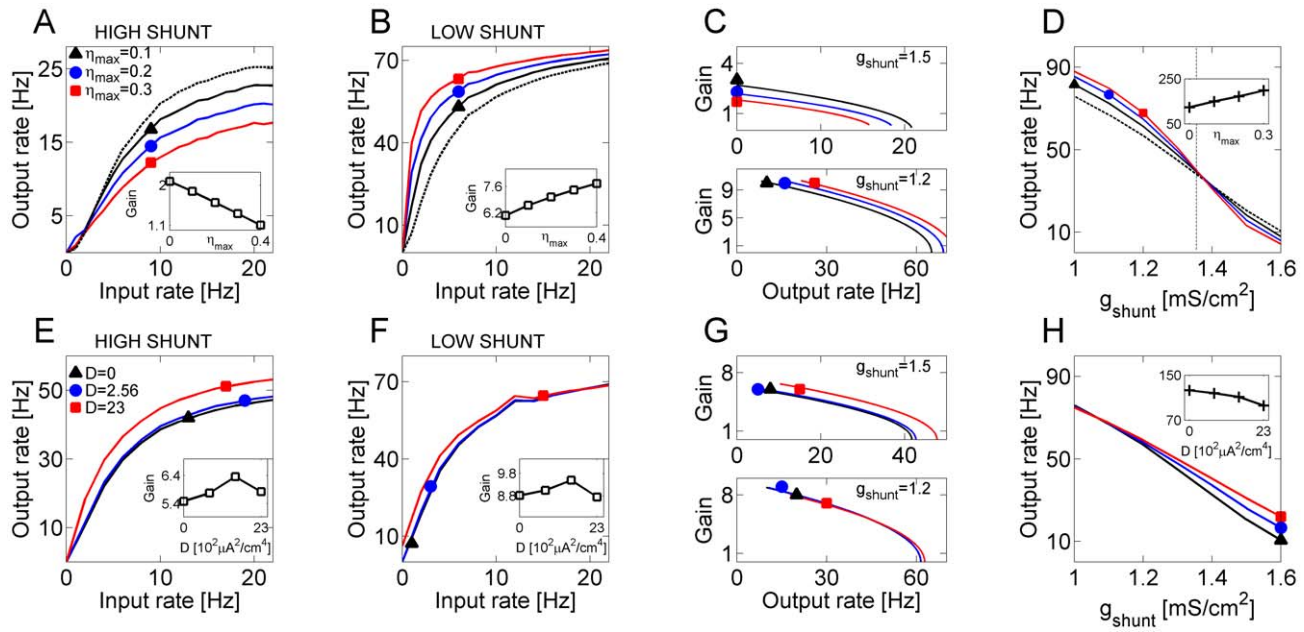 A
HIGH SHUNT
η_max=0.1
η_max=0.2
η_max=0.3
Output rate [Hz]
25
15
5
0
10
20
Input rate [Hz]
Gain
2
1.1
0
η_max
0.4
B
LOW SHUNT
Output rate [Hz]
70
40
10
0
10
20
Input rate [Hz]
Gain
7.6
6.2
0
η_max
0.4
C
g_shunt=1.5
Gain
4
1
0
10
20
g_shunt=1.2
Gain
9
5
1
0
30
60
Output rate [Hz]
D
Output rate [Hz]
90
50
10
1
1.2
1.4
1.6
g_shunt [mS/cm²]
250
50
0
η_max
0.3
E
HIGH SHUNT
D=0
D=2.56
D=23
Output rate [Hz]
50
30
10
0
10
20
Input rate [Hz]
Gain
6.4
5.4
0
23
D [10²μA²/cm⁴]
F
LOW SHUNT
Output rate [Hz]
70
40
10
0
10
20
Input rate [Hz]
Gain
9.8
8.8
0
23
D [10²μA²/cm⁴]
G
g_shunt=1.5
Gain
8
1
0
20
40
g_shunt=1.2
Gain
8
1
0
30
60
Output rate [Hz]
H
Output rate [Hz]
90
50
10
1
1.2
1.4
1.6
g_shunt [mS/cm²]
150
70
0
23
D [10²μA²/cm⁴]